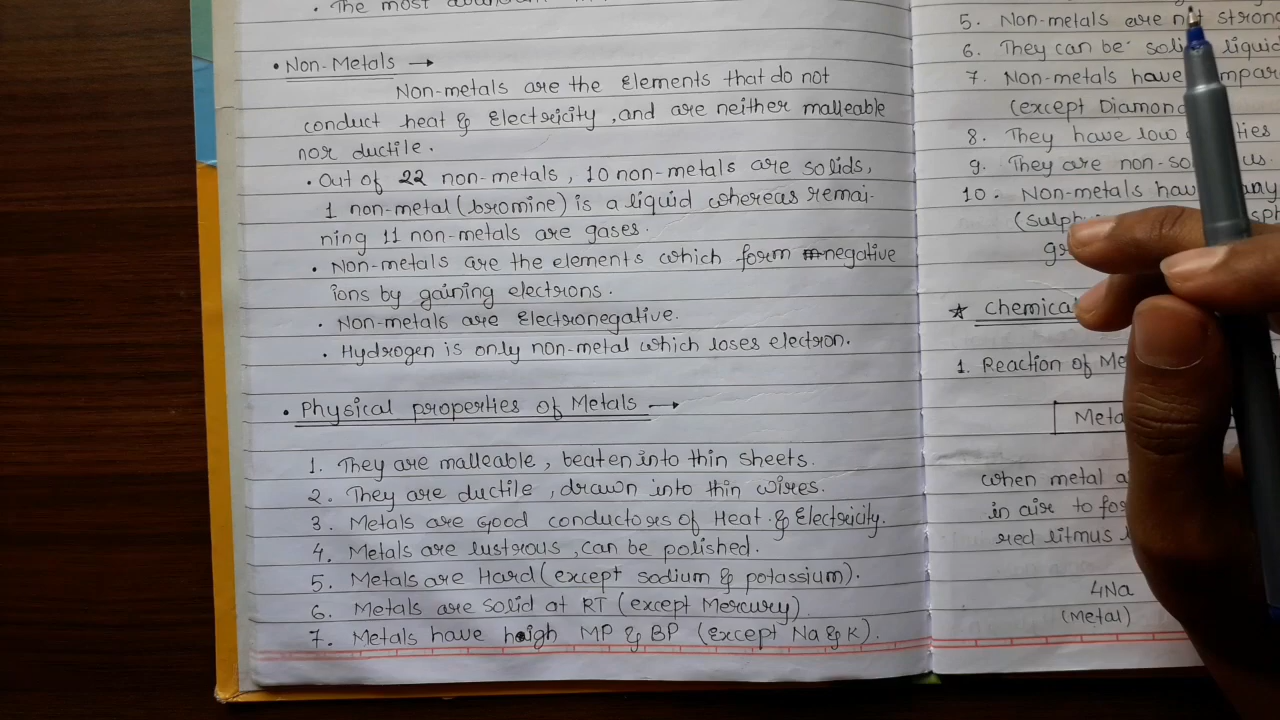 • The most
• Non-Metals →
Non-metals are the Elements that do not
conduct heat & Electricity, and are neither malleable
nor ductile.
• Out of 22 non-metals, 10 non-metals are solids,
1 non-metal (bromine) is a liquid whereas remai-
ning 11 non-metals are gases.
• Non-metals are the elements which form negative
ions by gaining electrons.
• Non-metals are Electronegative.
• Hydrogen is only non-metal which loses electron.
• Physical properties of Metals →
1. They are malleable, beaten into thin sheets.
2. They are ductile, drawn into thin wires.
3. Metals are Good conductors of Heat & Electricity.
4. Metals are lustrous, can be polished.
5. Metals are Hard (except sodium & potassium).
6. Metals are solid at RT (except Mercury).
7. Metals have high MP & BP (Except Na & K).
5. Non-metals are not
6. They can be liquid
7. Non-metals have
(except
8. They have low
9. They are
10. Non-metals

* 
1. Reaction of
when metal
in air to
red litmus
4Na
(Metal)